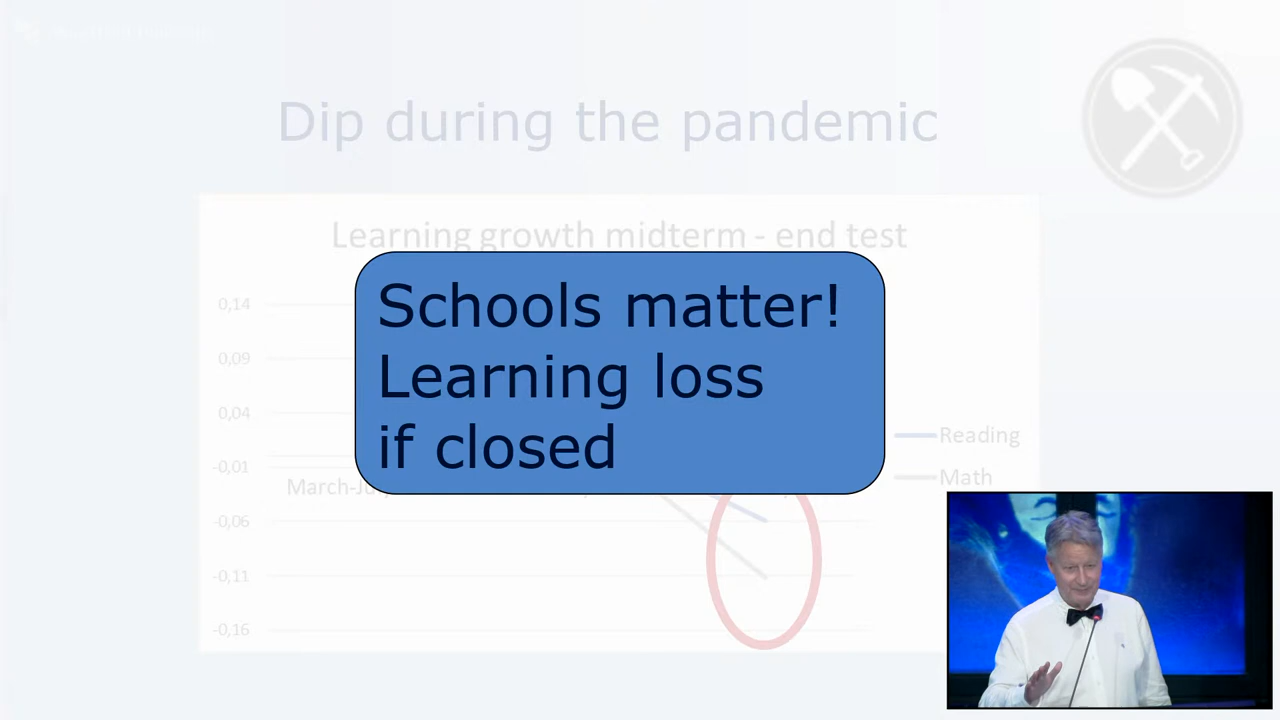 Dip during the pandemic
Learning growth midterm - end test
Schools matter!
Learning loss
if closed
0,14
0,09
0,04
-0,01
-0,06
-0,11
-0,16
Reading
Math